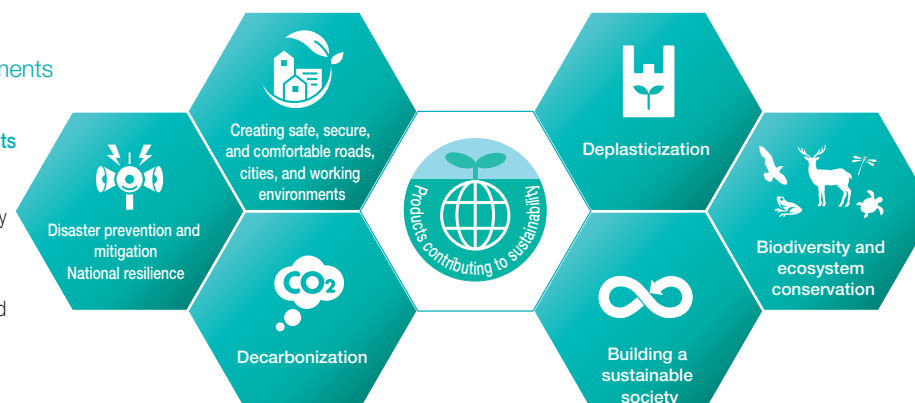 ments
ts
y
d
Creating safe, secure,
and comfortable roads,
cities, and working
environments
Disaster prevention and
mitigation
National resilience
CO2
Decarbonization
Products contributing to sustainability
Deplasticization
Biodiversity and
ecosystem
conservation
Building a
sustainable
society